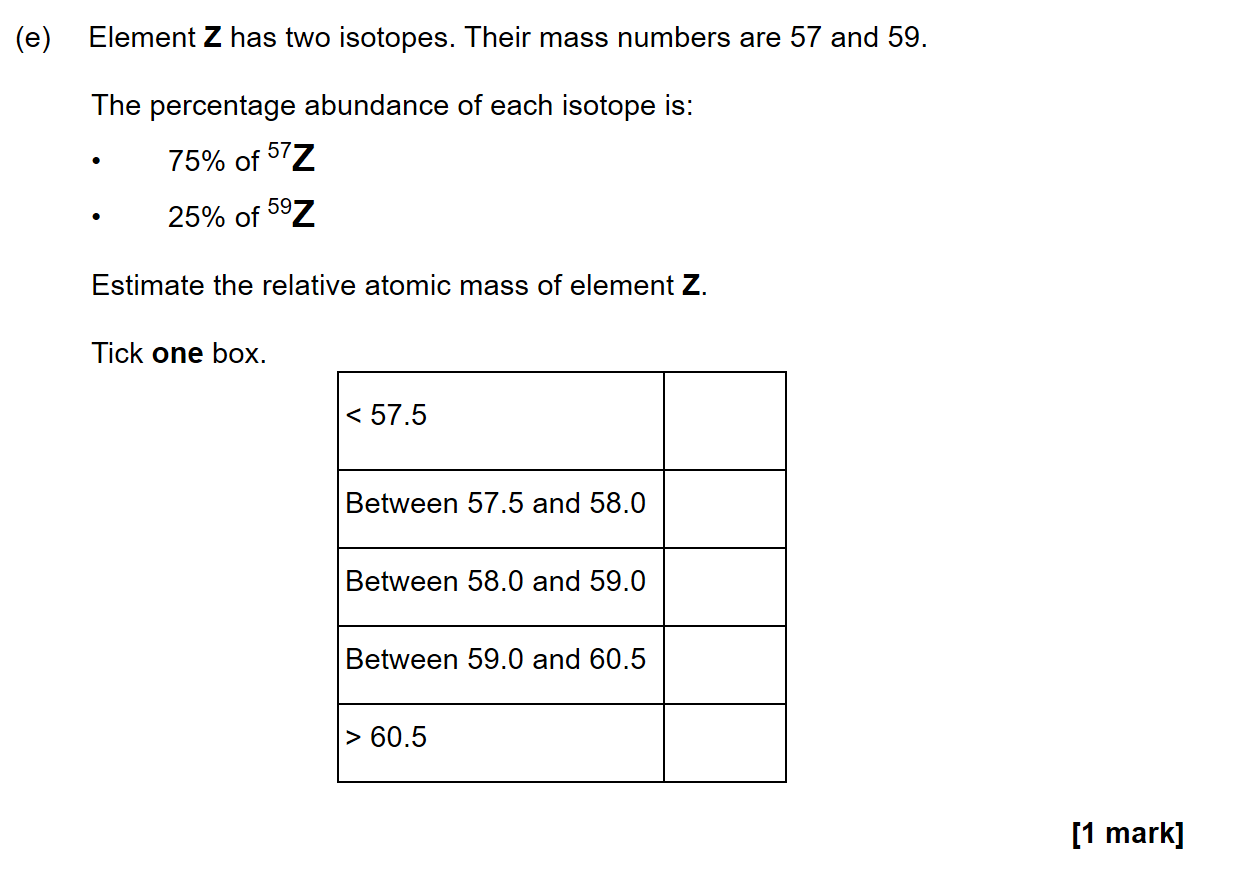 (e) Element Z has two isotopes. Their mass numbers are 57 and 59.
The percentage abundance of each isotope is:
• 75% of ⁵⁷Z
• 25% of ⁵⁹Z
Estimate the relative atomic mass of element Z.
Tick one box.
< 57.5
Between 57.5 and 58.0
Between 58.0 and 59.0
Between 59.0 and 60.5
> 60.5
[1 mark]